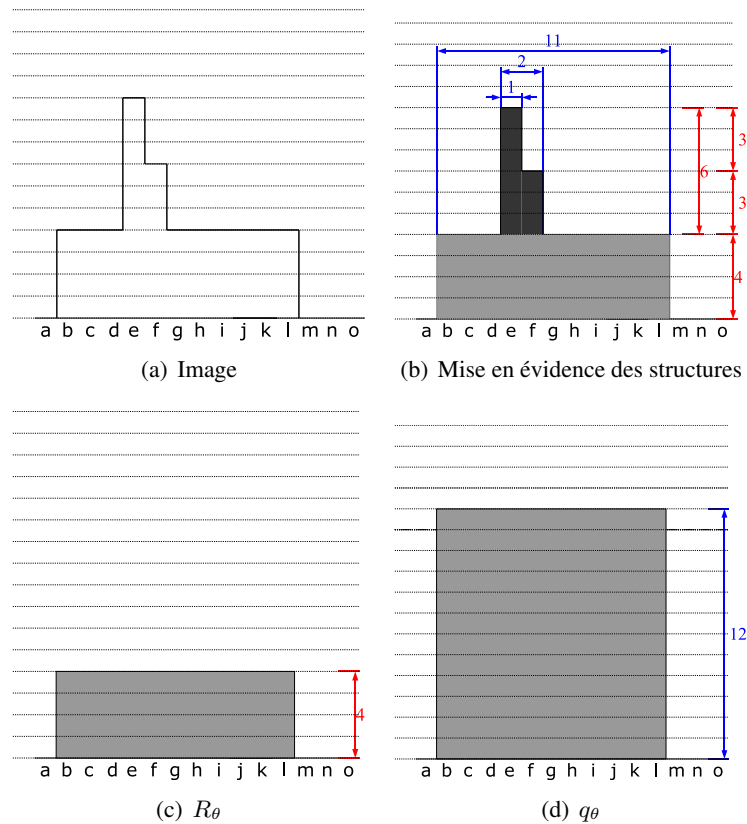 11
2
1
3
6
3
4
a b c d e f g h i j k l m n o
a b c d e f g h i j k l m n o
(a) Image
(b) Mise en évidence des structures
12
4
a b c d e f g h i j k l m n o
a b c d e f g h i j k l m n o
(c) Rθ
(d) qθ